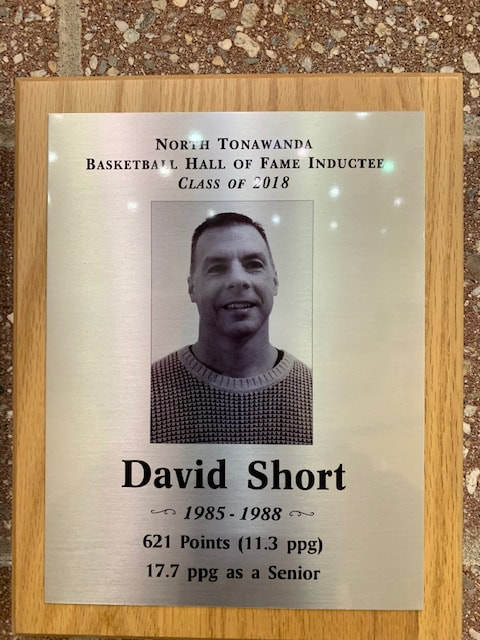 North Tonawanda
Basketball Hall of Fame Inductee
Class of 2018
David Short
1985 - 1988
621 Points (11.3 ppg)
17.7 ppg as a Senior